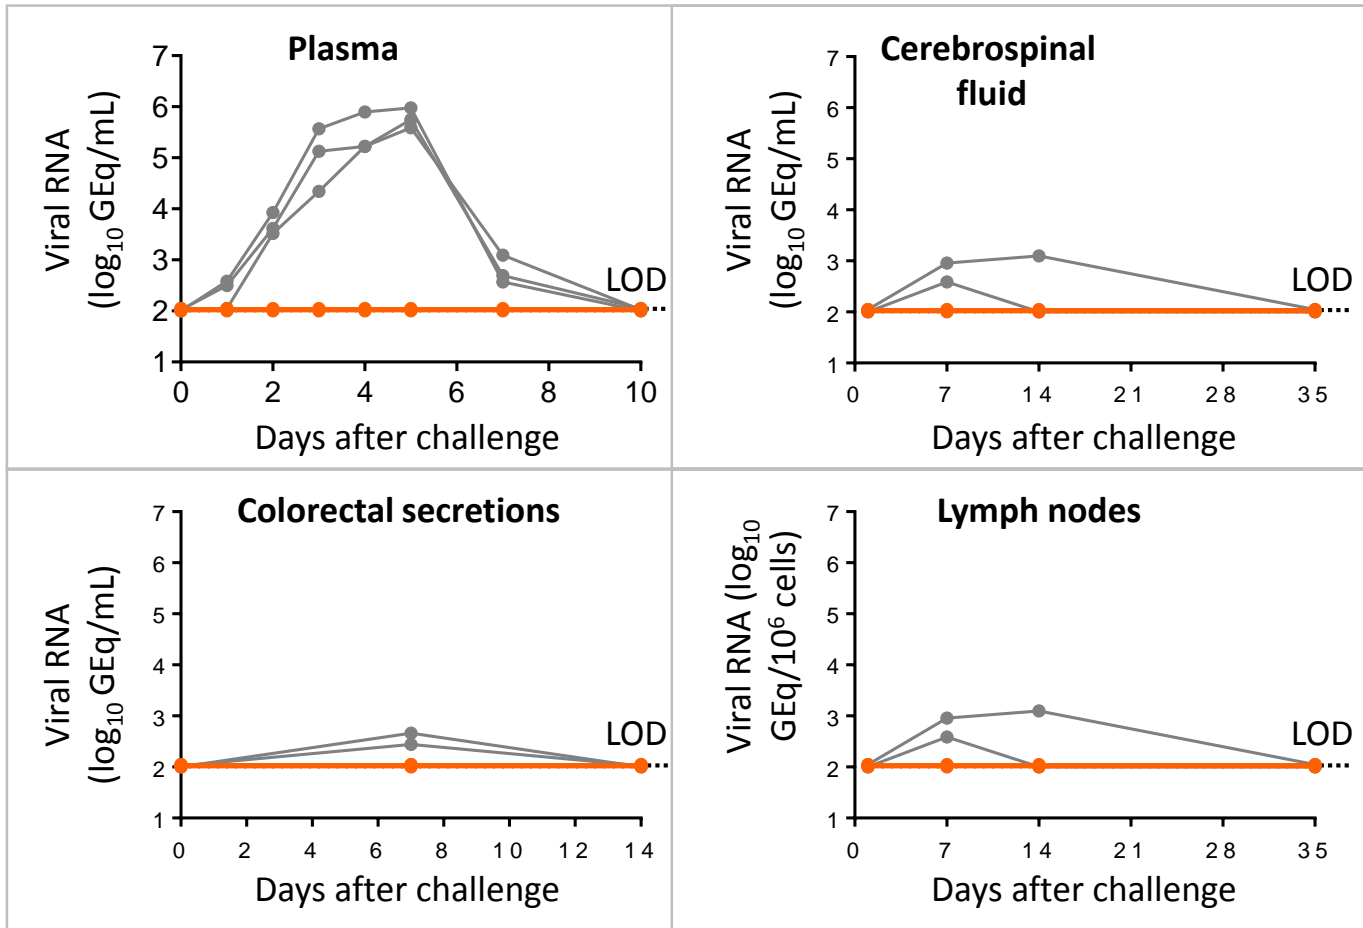 Plasma
Viral RNA
(log₁₀ GEq/mL)
7
6
5
4
3
2
1
LOD
0 2 4 6 8 10
Days after challenge
Cerebrospinal
fluid
Viral RNA
(log₁₀ GEq/mL)
7
6
5
4
3
2
1
LOD
0 7 14 21 28 35
Days after challenge
Colorectal secretions
Viral RNA
(log₁₀ GEq/mL)
7
6
5
4
3
2
1
LOD
0 2 4 6 8 10 12 14
Days after challenge
Lymph nodes
Viral RNA (log₁₀
GEq/10⁶ cells)
7
6
5
4
3
2
1
LOD
0 7 14 21 28 35
Days after challenge